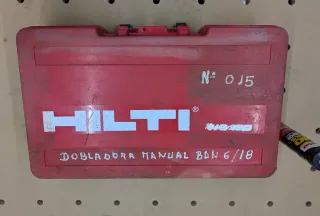 Nº 015
HILTI®
DOBLADORA MANUAL BDN 6/18